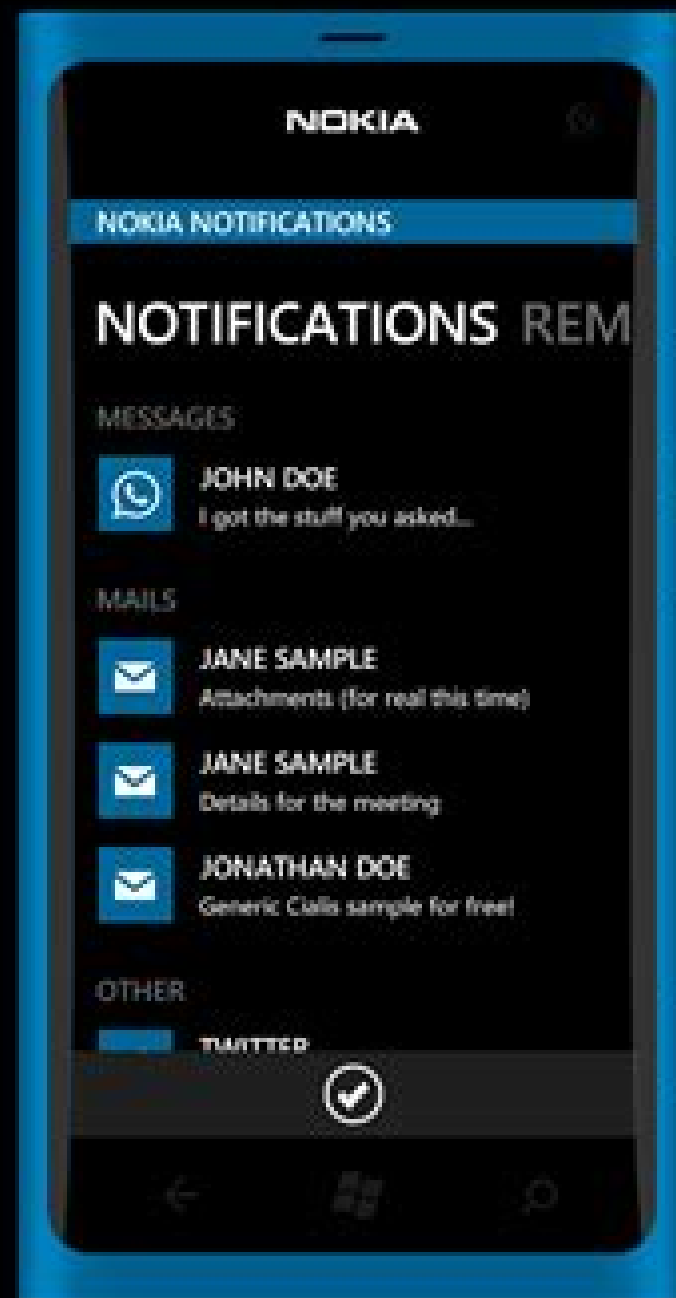 NOKIA
NOKIA NOTIFICATIONS
NOTIFICATIONS REM
MESSAGES
JOHN DOE
I got the stuff you asked...
MAILS
JANE SAMPLE
Attachments (for real this time)
JANE SAMPLE
Details for the meeting
JONATHAN DOE
Generic Cialis sample for free!
OTHER
TWITTER